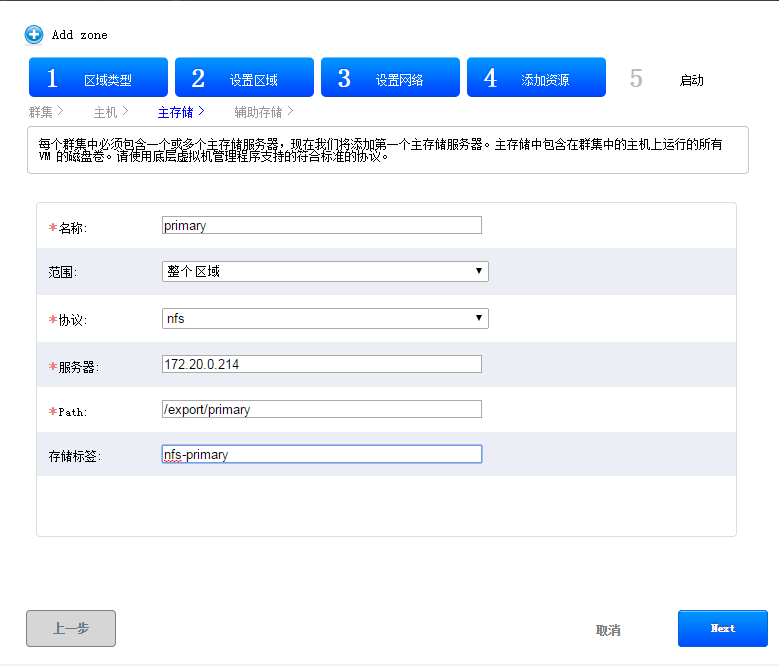 Add zone
1 区域类型 2 设置区域 3 设置网络 4 添加资源 5 启动
群集 > 主机 > 主存储 > 辅助存储 >
每个群集中必须包含一个或多个主存储服务器，现在我们将添加第一个主存储服务器。主存储中包含在群集中的主机上运行的所有
VM 的磁盘卷。请使用底层虚拟机管理程序支持的符合标准的协议。
*名称: primary
范围: 整个区域
*协议: nfs
*服务器: 172.20.0.214
*Path: /export/primary
存储标签: nfs-primary
上一步 取消 Next